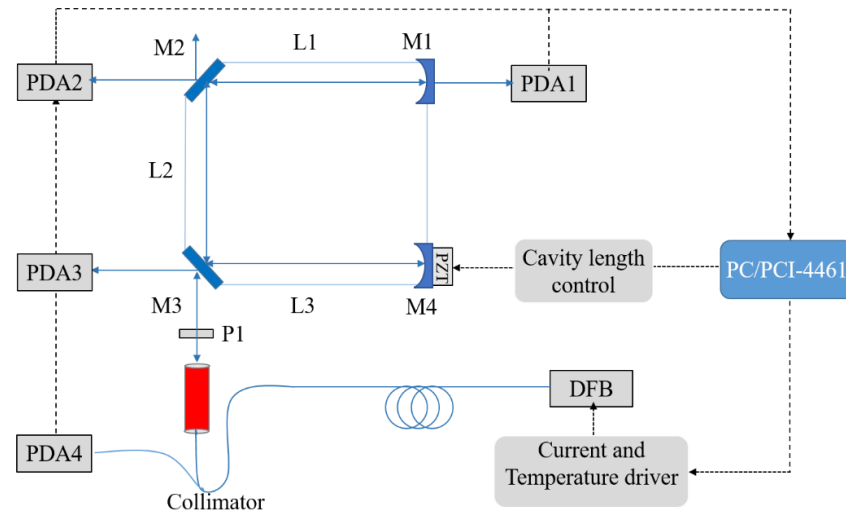 M2
L1
M1
PDA2
PDA1
L2
PDA3
PZT
Cavity length
control
PC/PCI-4461
M3
L3
M4
P1
DFB
PDA4
Current and
Temperature driver
Collimator